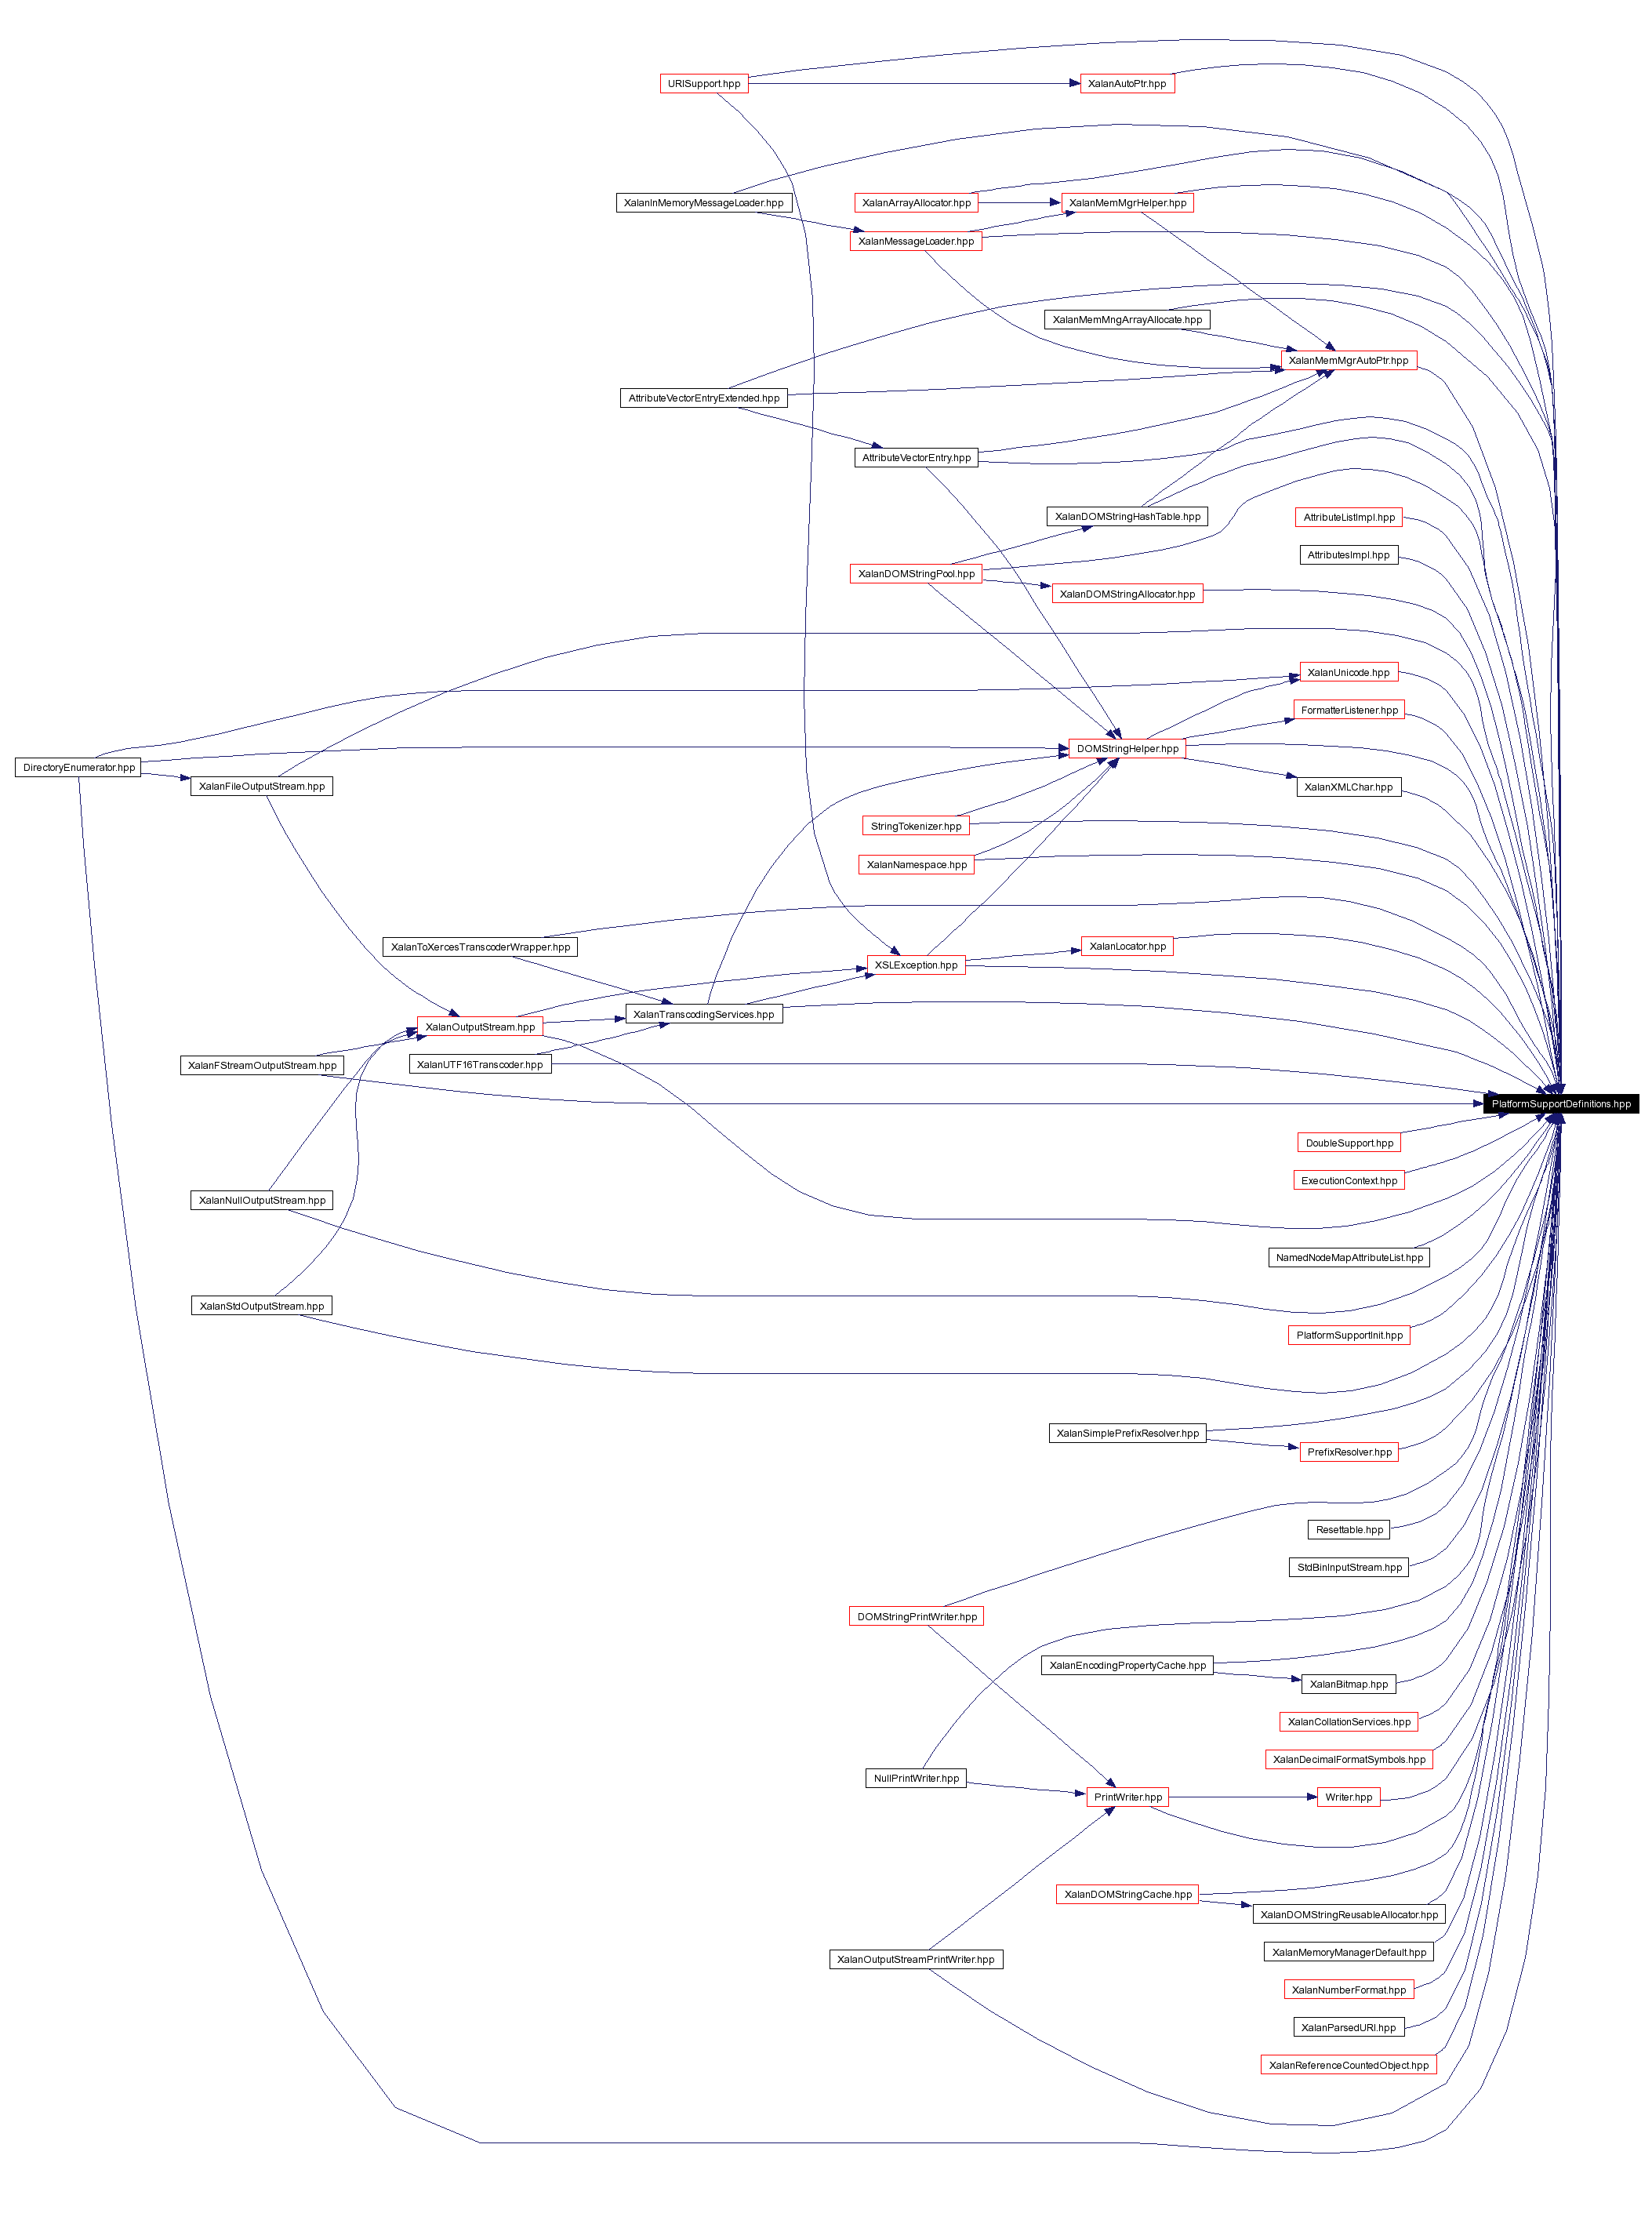 URISupport.hpp
XalanAutoPtr.hpp
XalanInMemoryMessageLoader.hpp
XalanArrayAllocator.hpp
XalanMemMgrHelper.hpp
XalanMessageLoader.hpp
XalanMemMngArrayAllocate.hpp
XalanMemMgrAutoPtr.hpp
AttributeVectorEntryExtended.hpp
AttributeVectorEntry.hpp
XalanDOMStringHashTable.hpp
AttributeListImpl.hpp
AttributesImpl.hpp
XalanDOMStringPool.hpp
XalanDOMStringAllocator.hpp
XalanUnicode.hpp
FormatterListener.hpp
DOMStringHelper.hpp
DirectoryEnumerator.hpp
XalanFileOutputStream.hpp
XalanXMLChar.hpp
StringTokenizer.hpp
XalanNamespace.hpp
XalanToXercesTranscoderWrapper.hpp
XalanLocator.hpp
XSLException.hpp
XalanTranscodingServices.hpp
XalanOutputStream.hpp
XalanFStreamOutputStream.hpp
XalanUTF16Transcoder.hpp
PlatformSupportDefinitions.hpp
DoubleSupport.hpp
ExecutionContext.hpp
XalanNullOutputStream.hpp
NamedNodeMapAttributeList.hpp
XalanStdOutputStream.hpp
PlatformSupportInit.hpp
XalanSimplePrefixResolver.hpp
PrefixResolver.hpp
Resettable.hpp
StdBinInputStream.hpp
DOMStringPrintWriter.hpp
XalanEncodingPropertyCache.hpp
XalanBitmap.hpp
XalanCollationServices.hpp
XalanDecimalFormatSymbols.hpp
NullPrintWriter.hpp
PrintWriter.hpp
Writer.hpp
XalanDOMStringCache.hpp
XalanDOMStringReusableAllocator.hpp
XalanMemoryManagerDefault.hpp
XalanOutputStreamPrintWriter.hpp
XalanNumberFormat.hpp
XalanParsedURI.hpp
XalanReferenceCountedObject.hpp